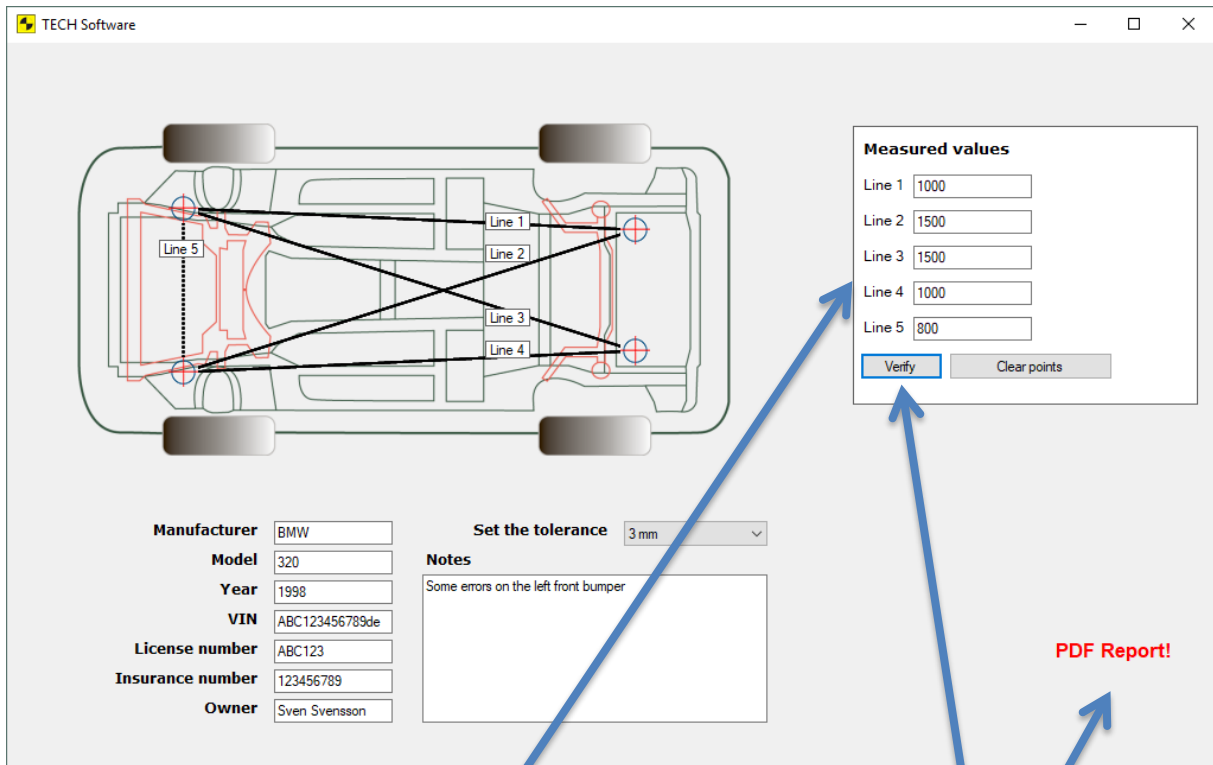 TECH Software
Line 1
Line 2
Line 5
Line 3
Line 4
Measured values
Line 1 1000
Line 2 1500
Line 3 1500
Line 4 1000
Line 5 800
Verify Clear points
Manufacturer BMW
Model 320
Year 1998
VIN ABC123456789de
License number ABC123
Insurance number 123456789
Owner Sven Svensson
Set the tolerance 3 mm
Notes
Some errors on the left front bumper
PDF Report!